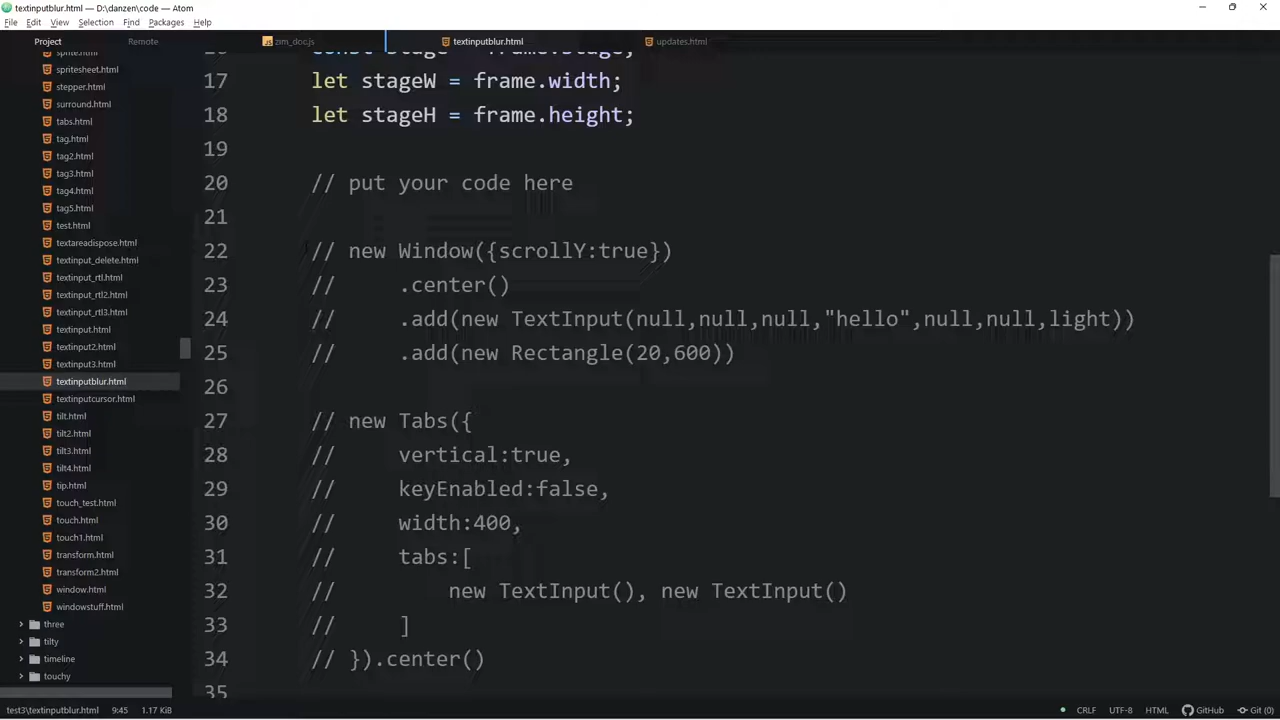 textinputblur.html — D:\danzen\code — Atom
File Edit View Selection Find Packages Help
Project Remote zim_doc.js textinputblur.html updates.html
sprite.html
spritesheet.html
stepper.html
surround.html
tabs.html
tag.html
tag2.html
tag3.html
tag4.html
tag5.html
test.html
textareadispose.html
textinput_delete.html
textinput_rtl.html
textinput_rtl2.html
textinput_rtl3.html
textinput.html
textinput2.html
textinput3.html
textinputblur.html
textinputcursor.html
tilt.html
tilt2.html
tilt3.html
tilt4.html
tip.html
touch_test.html
touch.html
touch1.html
transform.html
transform2.html
window.html
windowstuff.html
three
tilty
timeline
touchy
16 const stage = frame.stage;
17 let stageW = frame.width;
18 let stageH = frame.height;
19
20 // put your code here
21
22 // new Window({scrollY:true})
23 // .center()
24 // .add(new TextInput(null,null,null,"hello",null,null,light))
25 // .add(new Rectangle(20,600))
26
27 // new Tabs({
28 // vertical:true,
29 // keyEnabled:false,
30 // width:400,
31 // tabs:[
32 // new TextInput(), new TextInput()
33 // ]
34 // }).center()
35
test3\textinputblur.html 9:45 1.17 KiB CRLF UTF-8 HTML GitHub Git (0)